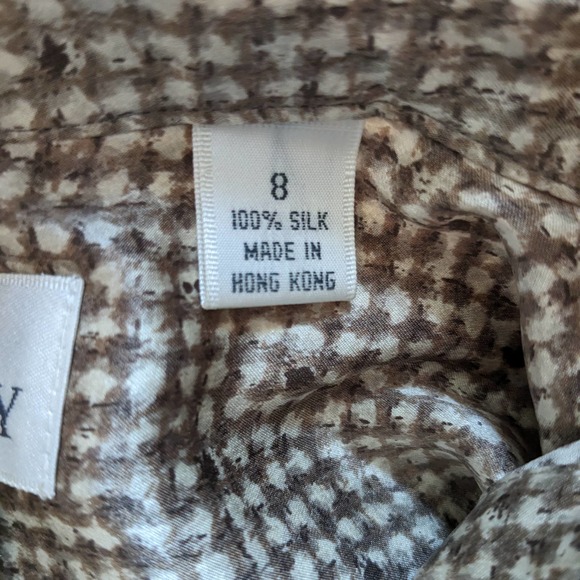 8
100% SILK
MADE IN
HONG KONG
Y